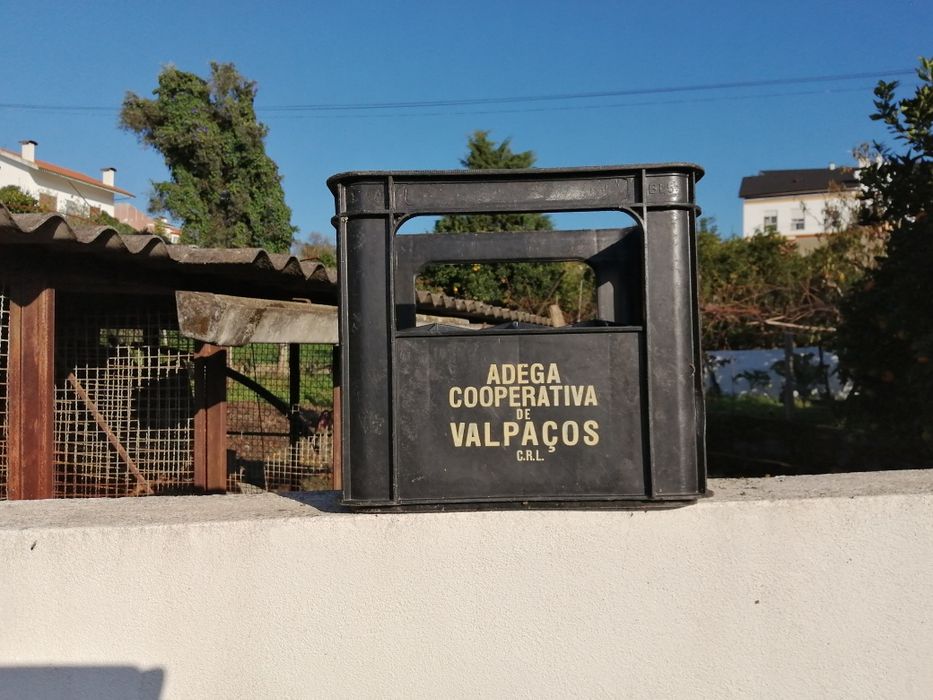 ADEGA
COOPERATIVA
DE
VALPAÇOS
C.R.L.